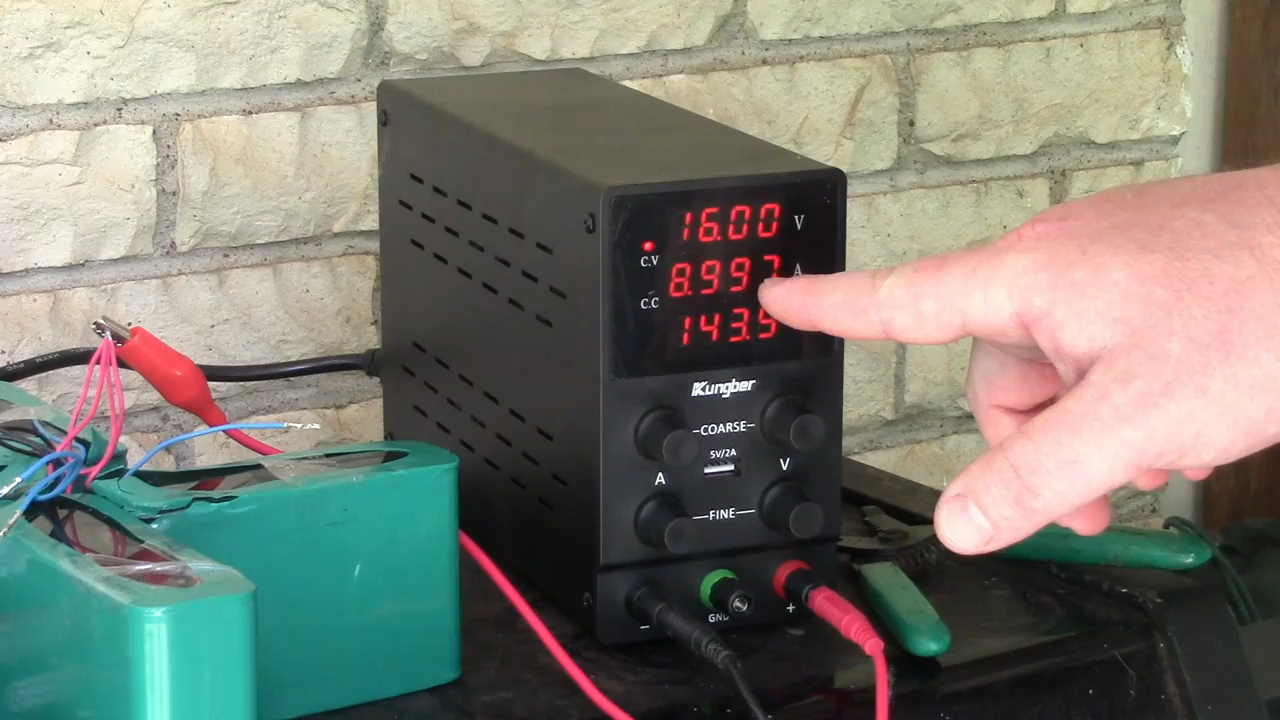 16.00 V
C.V
8.997 A
C.C
143.5
Kungber
COARSE
5V/2A
A V
FINE
GND
- +